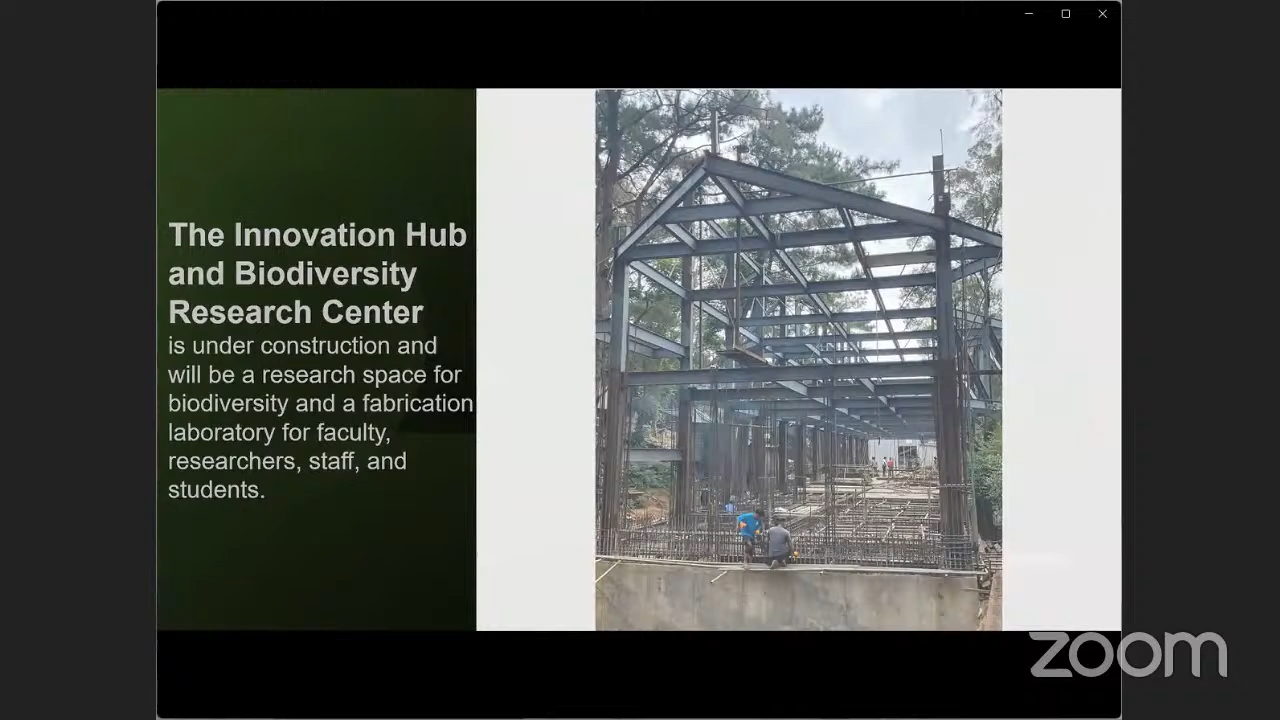 The Innovation Hub
and Biodiversity
Research Center
is under construction and
will be a research space for
biodiversity and a fabrication
laboratory for faculty,
researchers, staff, and
students.
zoom